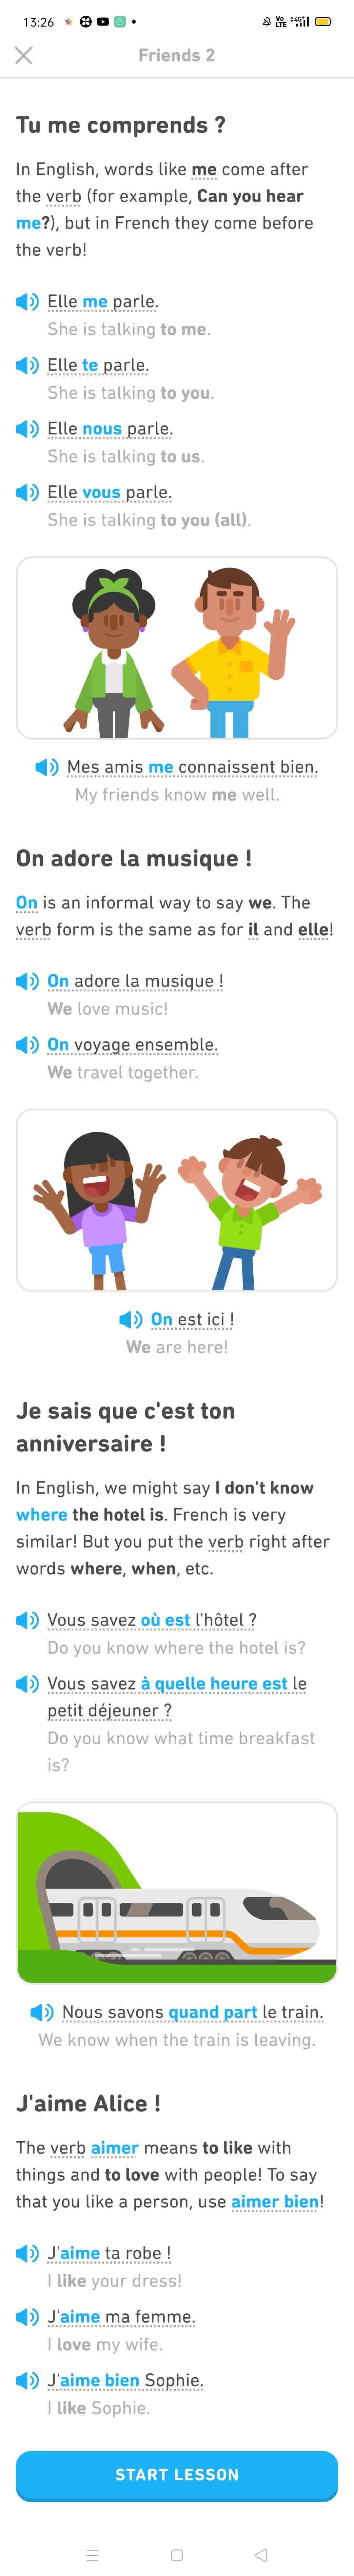 13:26
Vo LTE 4G
Friends 2
Tu me comprends ?
In English, words like me come after
the verb (for example, Can you hear
me?), but in French they come before
the verb!
Elle me parle.
She is talking to me.
Elle te parle.
She is talking to you.
Elle nous parle.
She is talking to us.
Elle vous parle.
She is talking to you (all).
Mes amis me connaissent bien.
My friends know me well.
On adore la musique !
On is an informal way to say we. The
verb form is the same as for il and elle!
On adore la musique !
We love music!
On voyage ensemble.
We travel together.
On est ici !
We are here!
Je sais que c'est ton
anniversaire !
In English, we might say I don't know
where the hotel is. French is very
similar! But you put the verb right after
words where, when, etc.
Vous savez où est l'hôtel ?
Do you know where the hotel is?
Vous savez à quelle heure est le
petit déjeuner ?
Do you know what time breakfast
is?
Nous savons quand part le train.
We know when the train is leaving.
J'aime Alice !
The verb aimer means to like with
things and to love with people! To say
that you like a person, use aimer bien!
J'aime ta robe !
I like your dress!
J'aime ma femme.
I love my wife.
J'aime bien Sophie.
I like Sophie.
START LESSON